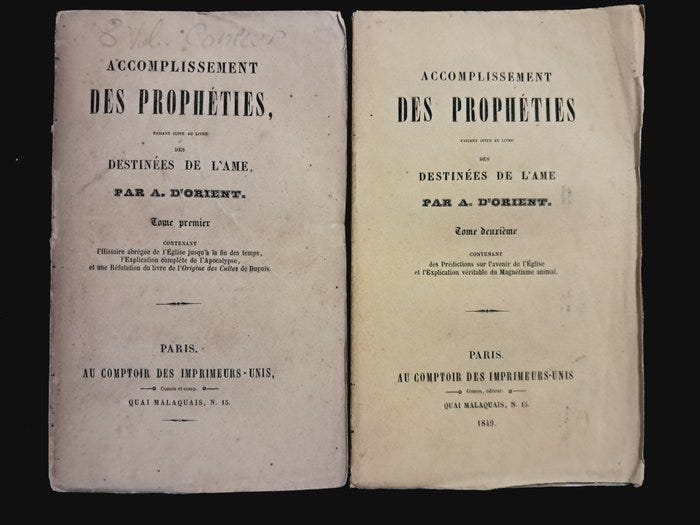 3 Vol.
ACCOMPLISSEMENT
DES PROPHÉTIES,
FAISANT SUITE AU LIVRE
DES
DESTINÉES DE L'AME,
PAR A. D'ORIENT.
Tome premier
CONTENANT
l'Histoire abrégée de l'Église jusqu'à la fin des temps,
l'Explication complète de l'Apocalypse,
et une Réfutation du livre de l'Origine des Cultes de Dupuis.
PARIS.
AU COMPTOIR DES IMPRIMEURS-UNIS,
Comon et comp.
QUAI MALAQUAIS, N. 15.
ACCOMPLISSEMENT
DES PROPHÉTIES
FAISANT SUITE AU LIVRE
DES
DESTINÉES DE L'AME
PAR A. D'ORIENT.
Tome deuxième
CONTENANT
des Prédictions sur l'avenir de l'Église
et l'Explication véritable du Magnétisme animal.
PARIS.
AU COMPTOIR DES IMPRIMEURS-UNIS
Comon, éditeur.
QUAI MALAQUAIS, N. 15.
1849.